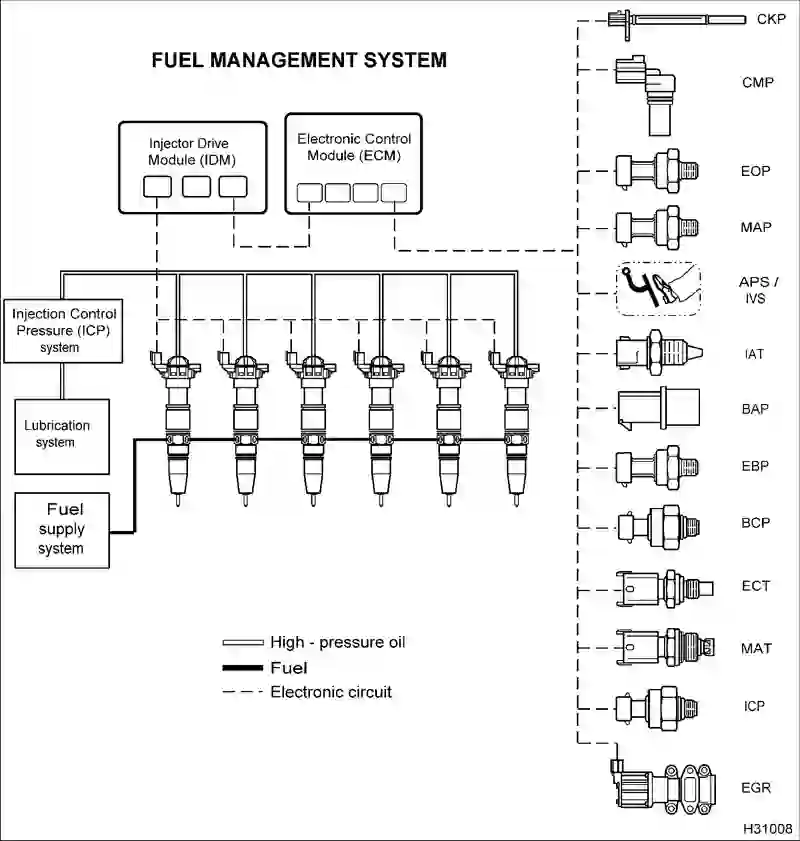 FUEL MANAGEMENT SYSTEM
Injector Drive
Module (IDM)
Electronic Control
Module (ECM)
Injection Control
Pressure (ICP)
system
Lubrication
system
Fuel
supply
system
High - pressure oil
Fuel
Electronic circuit
CKP
CMP
EOP
MAP
APS /
IVS
IAT
BAP
EBP
BCP
ECT
MAT
ICP
EGR
H31008